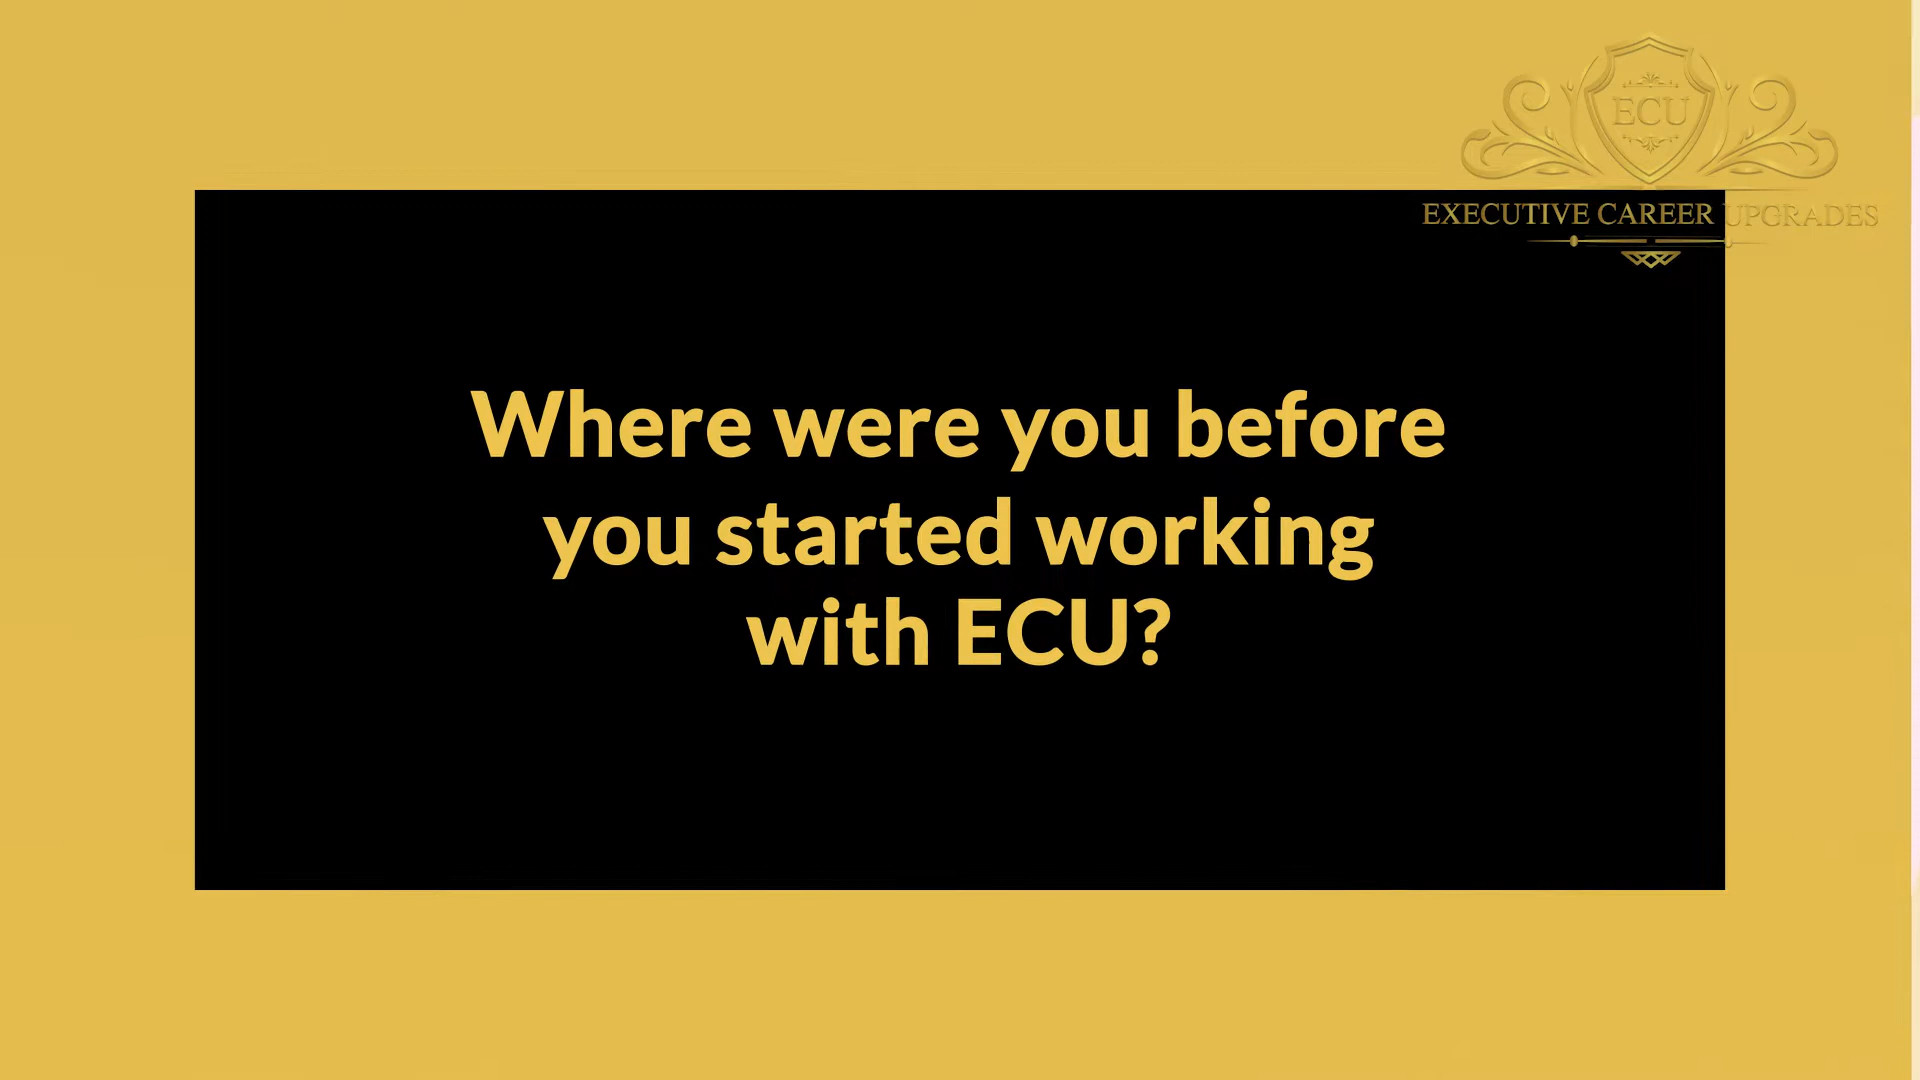 ECU
EXECUTIVE CAREER UPGRADES
Where were you before
you started working
with ECU?